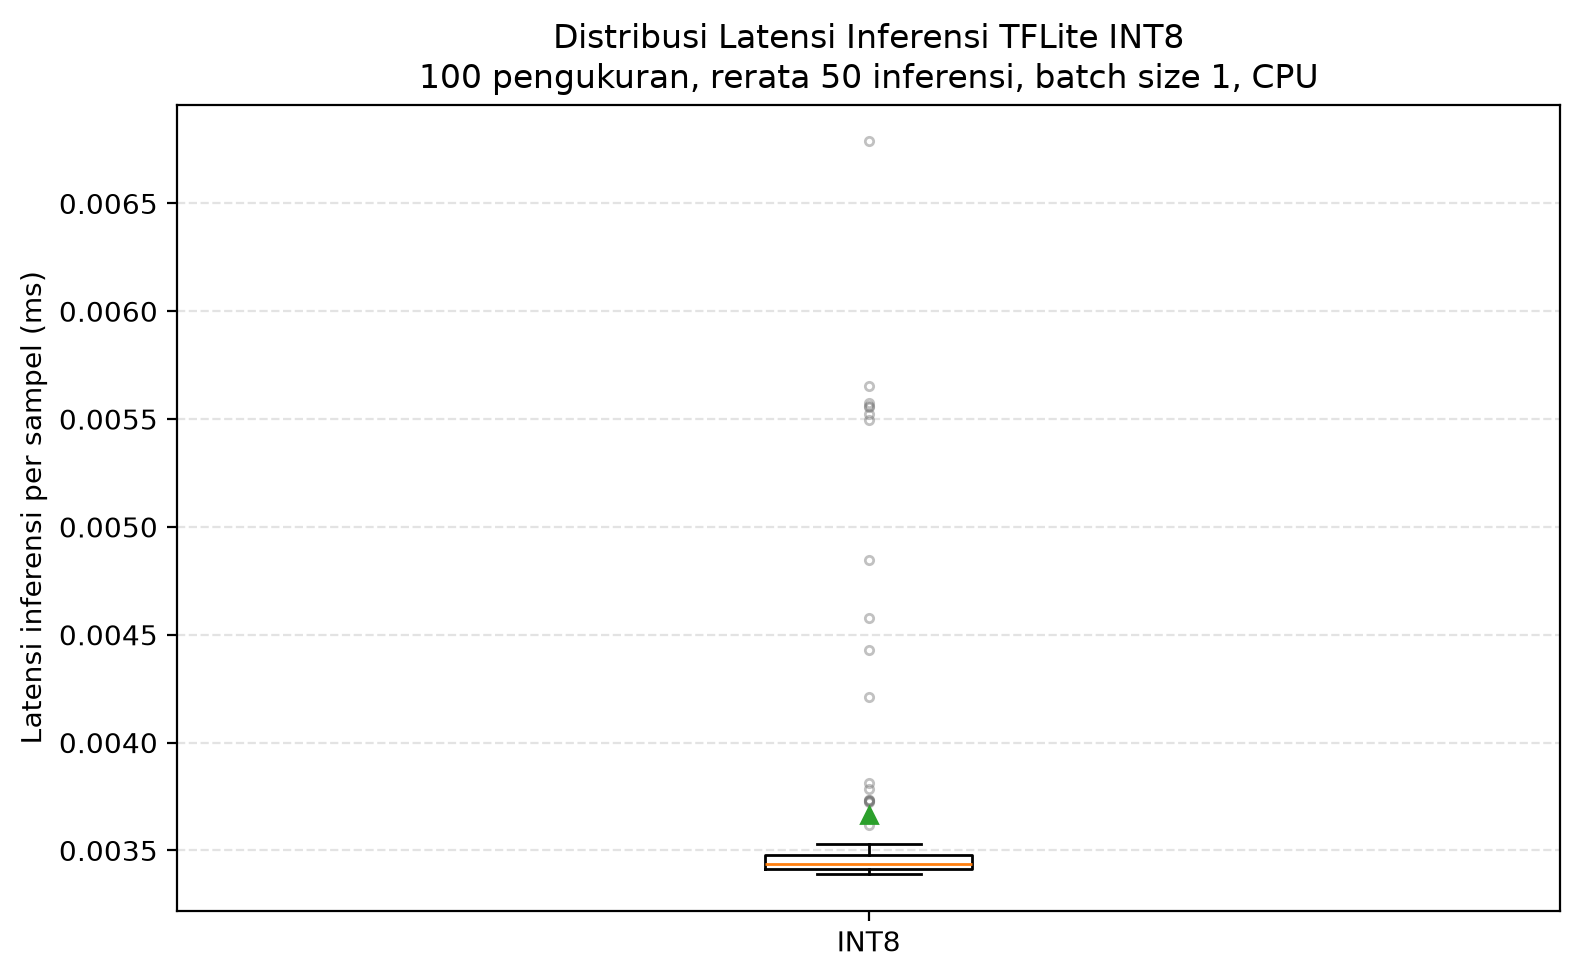 Distribusi Latensi Inferensi TFLite INT8
100 pengukuran, rerata 50 inferensi, batch size 1, CPU
Latensi inferensi per sampel (ms)
0.0065
0.0060
0.0055
0.0050
0.0045
0.0040
0.0035
INT8